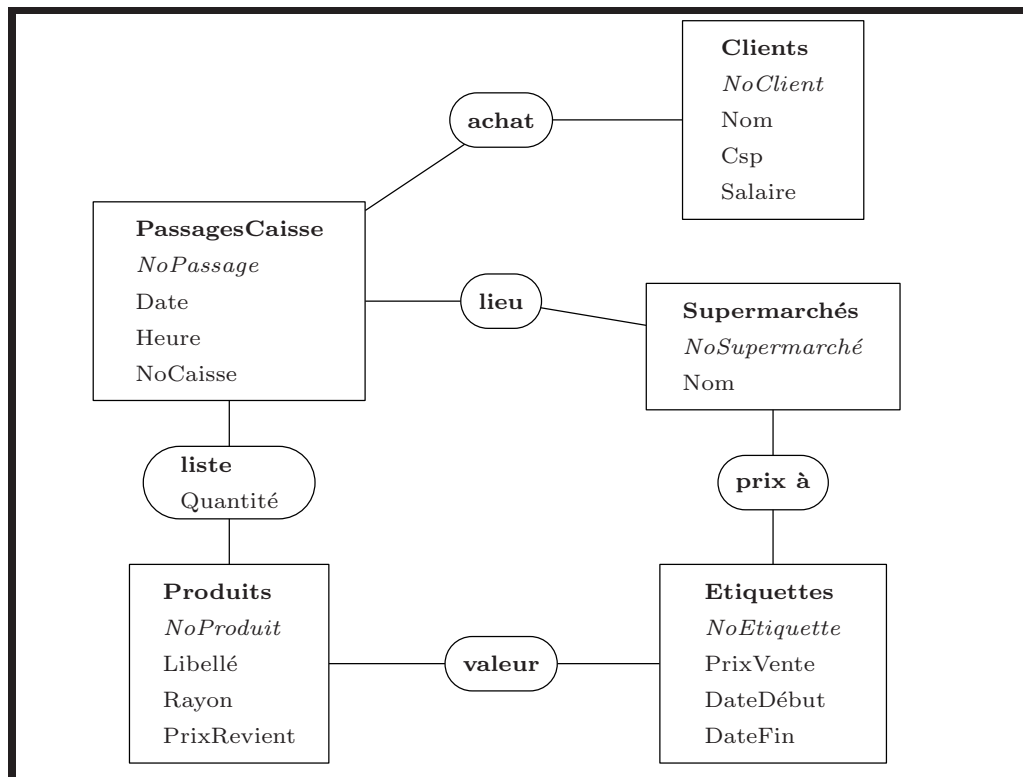 Clients
NoClient
Nom
Csp
Salaire
achat
PassagesCaisse
NoPassage
Date
Heure
NoCaisse
lieu
Supermarchés
NoSupermarché
Nom
liste
Quantité
prix à
Produits
NoProduit
Libellé
Rayon
PrixRevient
valeur
Etiquettes
NoEtiquette
PrixVente
DateDébut
DateFin